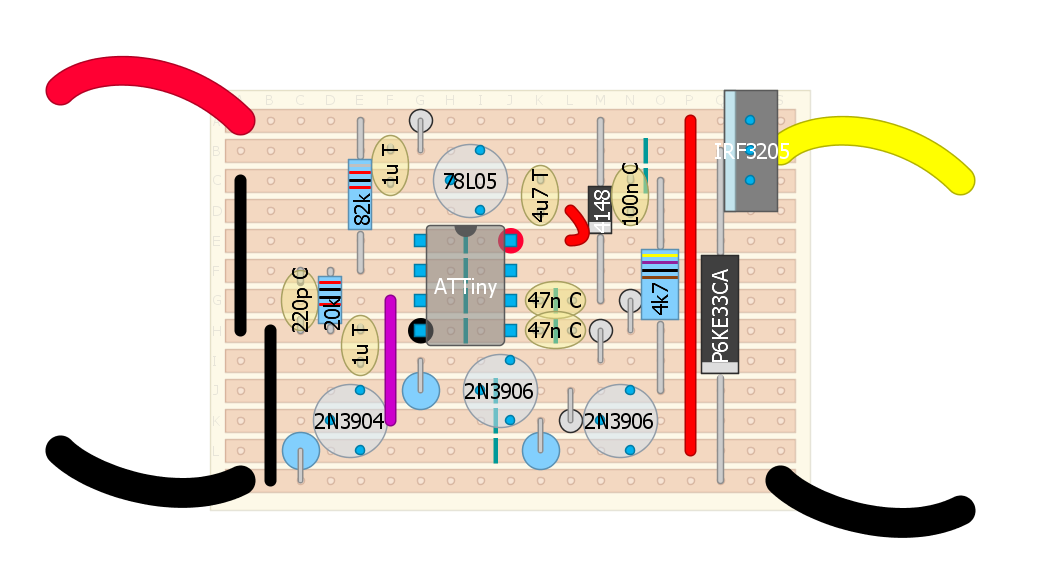 B C D E F G H I J K L M N O P Q R S
B
C
D
E
F
G
H
I
J
K
L
IRF3205
1u T
78L05
82k
4u7 T
4148
100n C
ATTiny
220p C
20k
47n C
4k7
P6KE33CA
47n C
1u T
2N3906
2N3904
2N3906